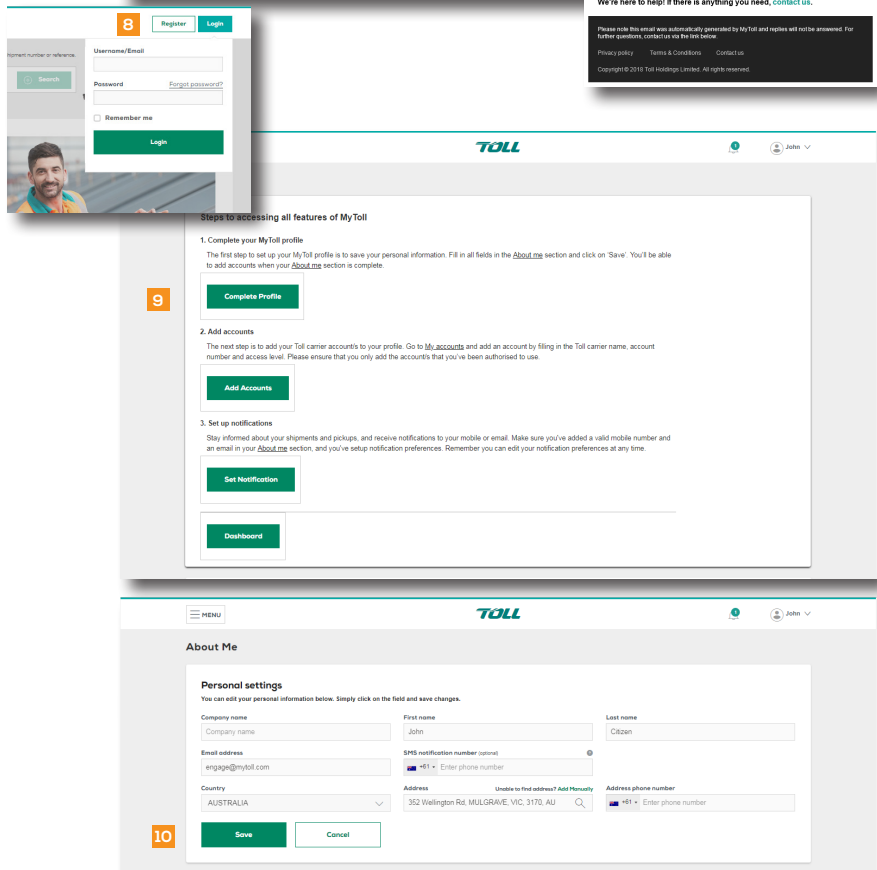 We're here to help! If there is anything you need, contact us.
Please note this email was automatically generated by MyToll and replies will not be answered. For
further questions, contact us via the link below.
Privacy policy Terms & Conditions Contact us
Copyright © 2018 Toll Holdings Limited. All rights reserved.
8
Register Login
Username/Email
shipment number or reference.
Search
Password Forgot password?
Remember me
Login
TOLL
1
John
Steps to accessing all features of MyToll
1. Complete your MyToll profile
The first step to set up your MyToll profile is to save your personal information. Fill in all fields in the About me section and click on 'Save'. You'll be able
to add accounts when your About me section is complete.
9
Complete Profile
2. Add accounts
The next step is to add your Toll carrier account/s to your profile. Go to My accounts and add an account by filling in the Toll carrier name, account
number and access level. Please ensure that you only add the account/s that you've been authorised to use.
Add Accounts
3. Set up notifications
Stay informed about your shipments and pickups, and receive notifications to your mobile or email. Make sure you've added a valid mobile number and
an email in your About me section, and you've setup notification preferences. Remember you can edit your notification preferences at any time.
Set Notification
Dashboard
MENU
TOLL
1
John
About Me
Personal settings
You can edit your personal information below. Simply click on the field and save changes.
Company name First name Last name
Company name John Citizen
Email address SMS notification number (optional)
engage@mytoll.com +61 Enter phone number
Country Address Unable to find address? Add Manually Address phone number
AUSTRALIA 352 Wellington Rd, MULGRAVE, VIC, 3170, AU +61 Enter phone number
10
Save Cancel